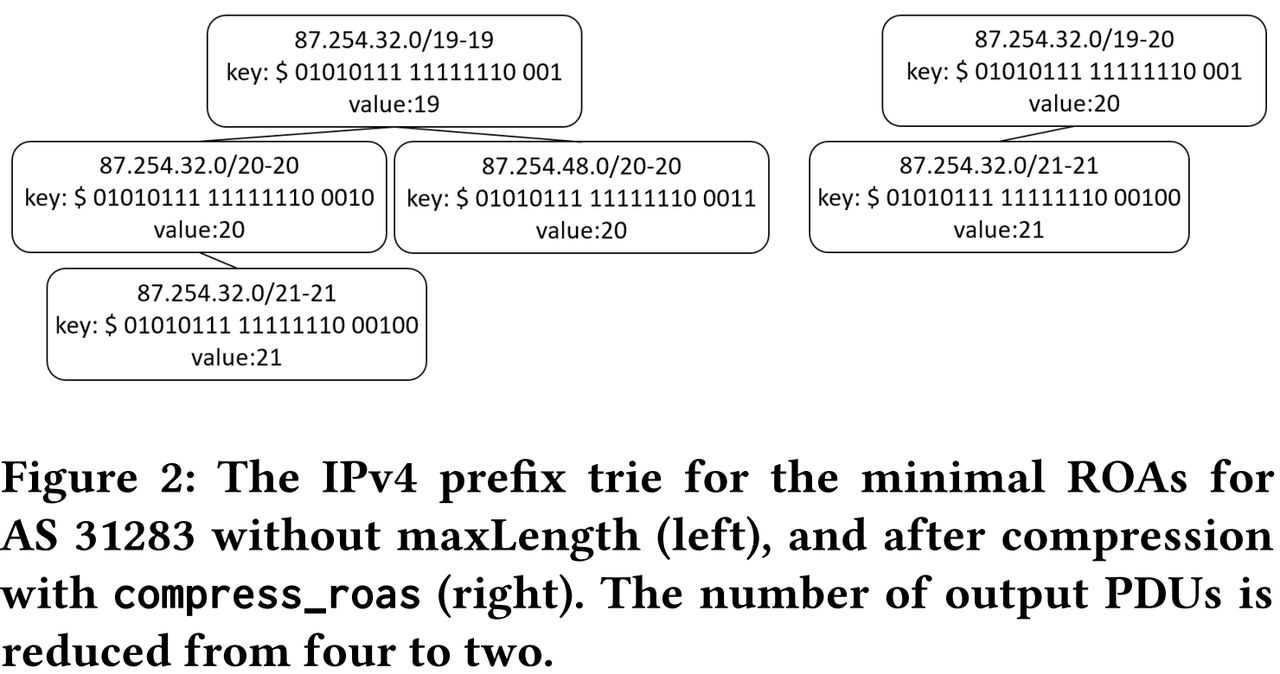 87.254.32.0/19-19
key: $ 01010111 11111110 001
value:19
87.254.32.0/20-20
key: $ 01010111 11111110 0010
value:20
87.254.48.0/20-20
key: $ 01010111 11111110 0011
value:20
87.254.32.0/21-21
key: $ 01010111 11111110 00100
value:21
87.254.32.0/19-20
key: $ 01010111 11111110 001
value:20
87.254.32.0/21-21
key: $ 01010111 11111110 00100
value:21
Figure 2: The IPv4 prefix trie for the minimal ROAs for
AS 31283 without maxLength (left), and after compression
with compress_roas (right). The number of output PDUs is
reduced from four to two.